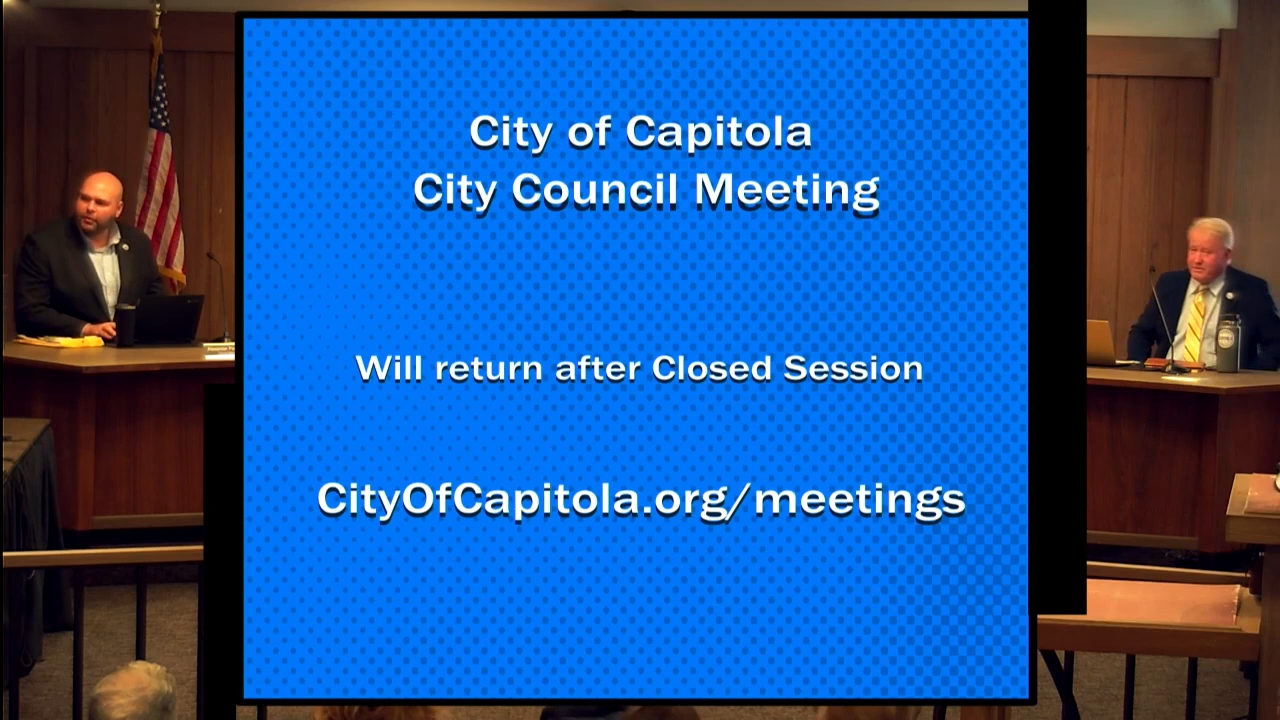 City of Capitola
City Council Meeting
Will return after Closed Session
CityOfCapitola.org/meetings